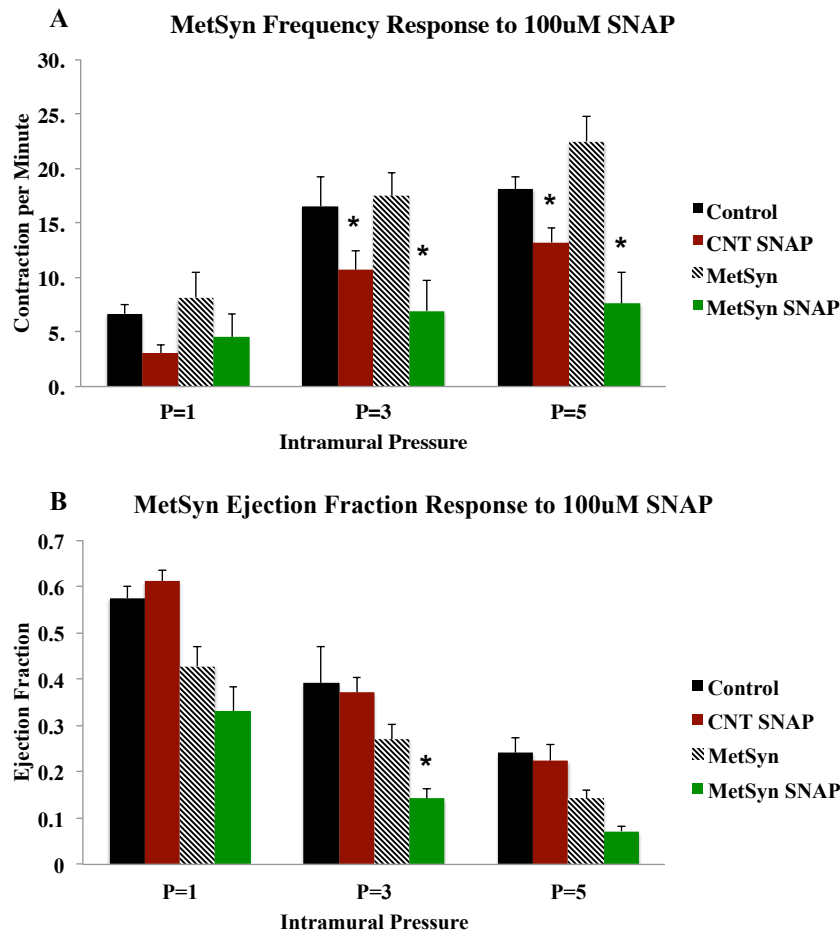 A
MetSyn Frequency Response to 100uM SNAP
30.
25.
20.
15.
10.
5.
0.
Contraction per Minute
*
*
*
*
P=1 P=3 P=5
Intramural Pressure
Control
CNT SNAP
MetSyn
MetSyn SNAP
B
MetSyn Ejection Fraction Response to 100uM SNAP
0.7
0.6
0.5
0.4
0.3
0.2
0.1
0
Ejection Fraction
*
P=1 P=3 P=5
Intramural Pressure
Control
CNT SNAP
MetSyn
MetSyn SNAP